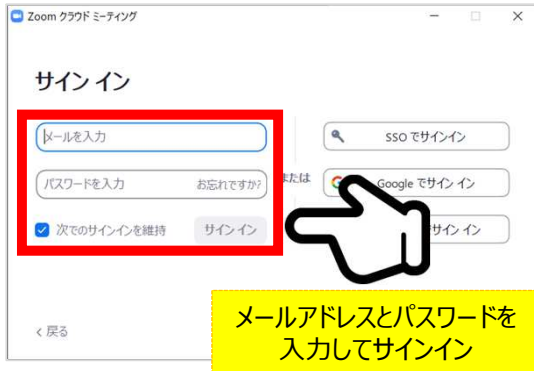 Zoom クラウド ミーティング
サイン イン
メールを入力
SSO でサインイン
パスワードを入力
お忘れですか?
または
Google でサイン イン
次でのサインインを維持
サイン イン
サイン イン
< 戻る
メールアドレスとパスワードを
入力してサインイン